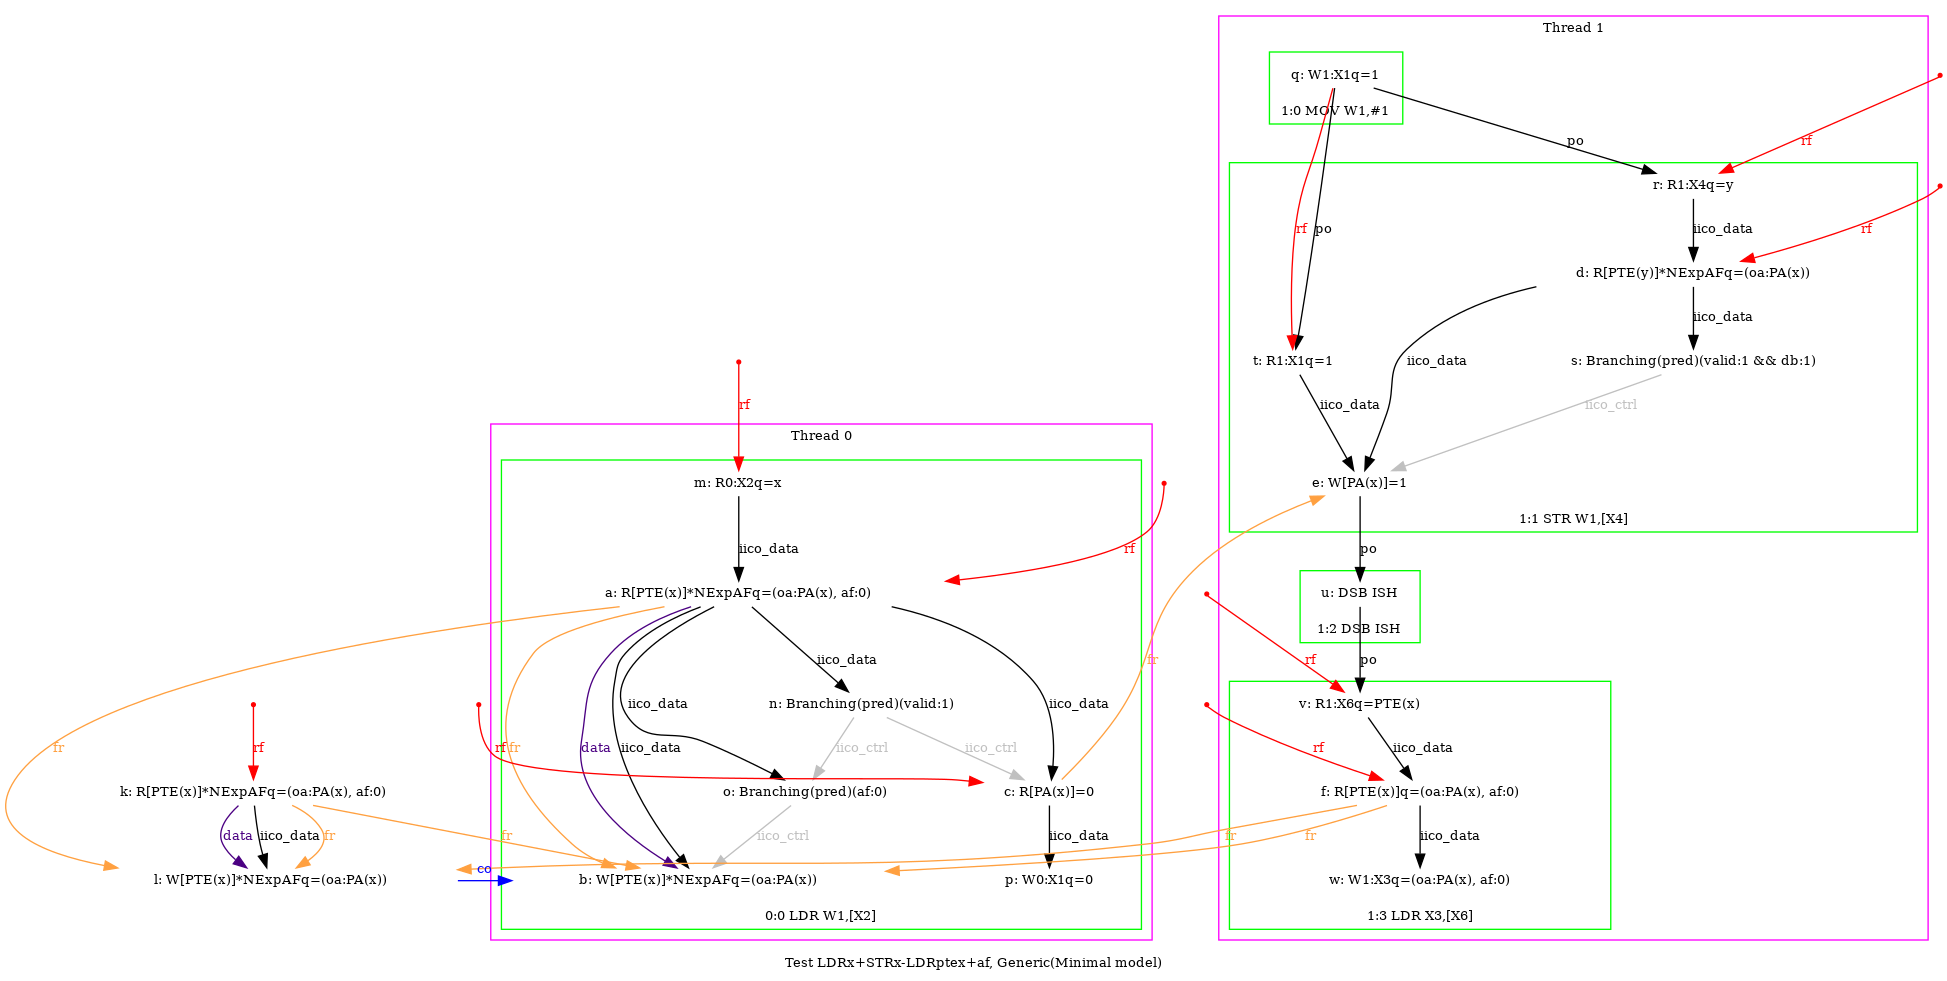 Thread 1
q: W1:X1q=1
1:0 MOV W1,#1
po
rf
r: R1:X4q=y
rf
po
iico_data
rf
d: R[PTE(y)]*NExpAFq=(oa:PA(x))
iico_data
t: R1:X1q=1
iico_data
s: Branching(pred)(valid:1 && db:1)
rf
iico_data
iico_ctrl
Thread 0
m: R0:X2q=x
e: W[PA(x)]=1
1:1 STR W1,[X4]
iico_data
rf
po
a: R[PTE(x)]*NExpAFq=(oa:PA(x), af:0)
u: DSB ISH
1:2 DSB ISH
iico_data
fr
rf
po
iico_data
n: Branching(pred)(valid:1)
iico_data
v: R1:X6q=PTE(x)
fr
rf
rf
data
fr
iico_data
iico_ctrl
iico_ctrl
rf
iico_data
k: R[PTE(x)]*NExpAFq=(oa:PA(x), af:0)
o: Branching(pred)(af:0)
c: R[PA(x)]=0
f: R[PTE(x)]q=(oa:PA(x), af:0)
data
iico_data
fr
fr
iico_ctrl
iico_data
fr
fr
iico_data
co
l: W[PTE(x)]*NExpAFq=(oa:PA(x))
b: W[PTE(x)]*NExpAFq=(oa:PA(x))
p: W0:X1q=0
w: W1:X3q=(oa:PA(x), af:0)
0:0 LDR W1,[X2]
1:3 LDR X3,[X6]
Test LDRx+STRx-LDRptex+af, Generic(Minimal model)